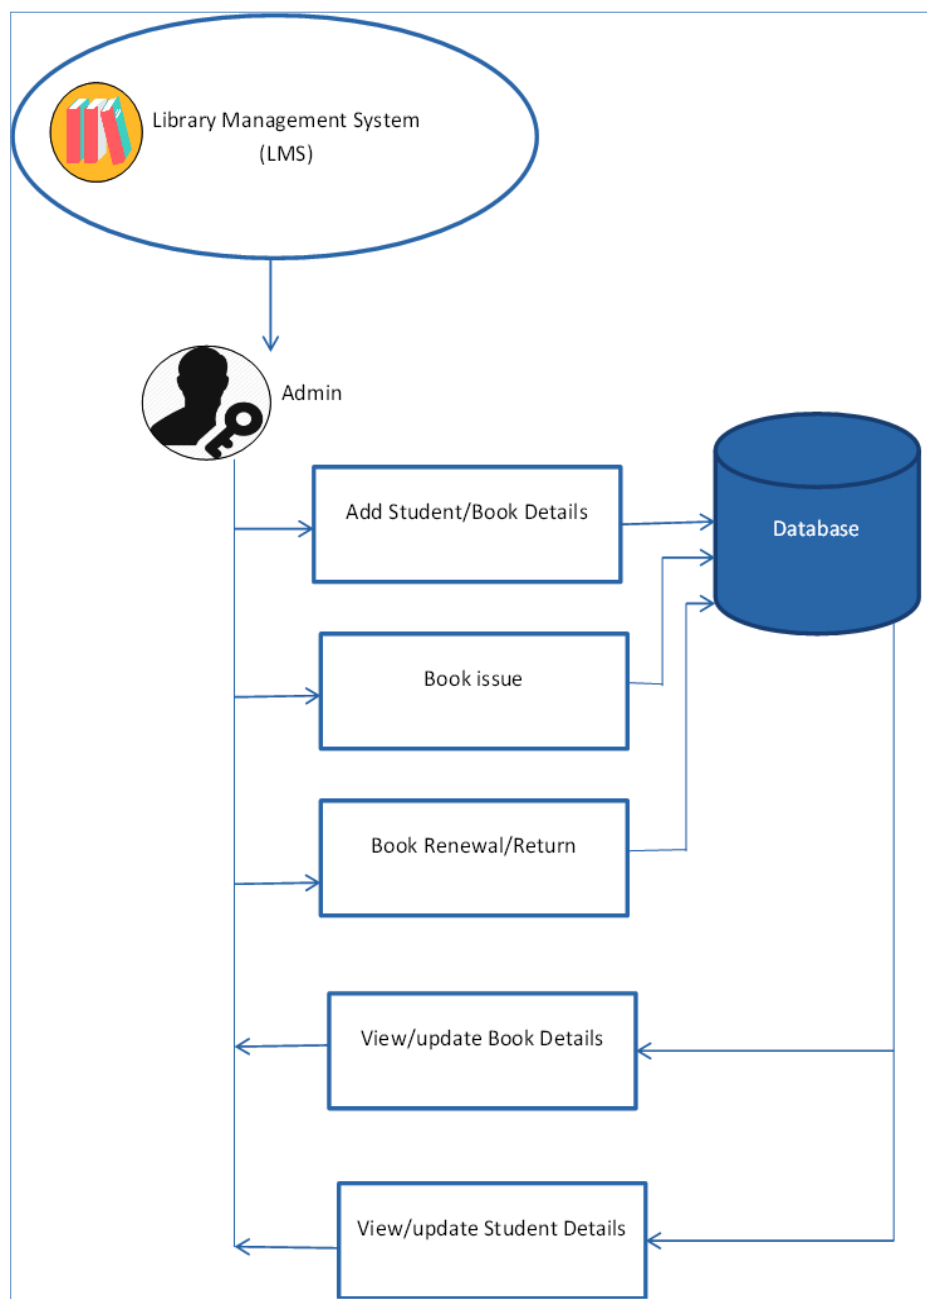 Library Management System
(LMS)
Admin
Add Student/Book Details
Database
Book issue
Book Renewal/Return
View/update Book Details
View/update Student Details